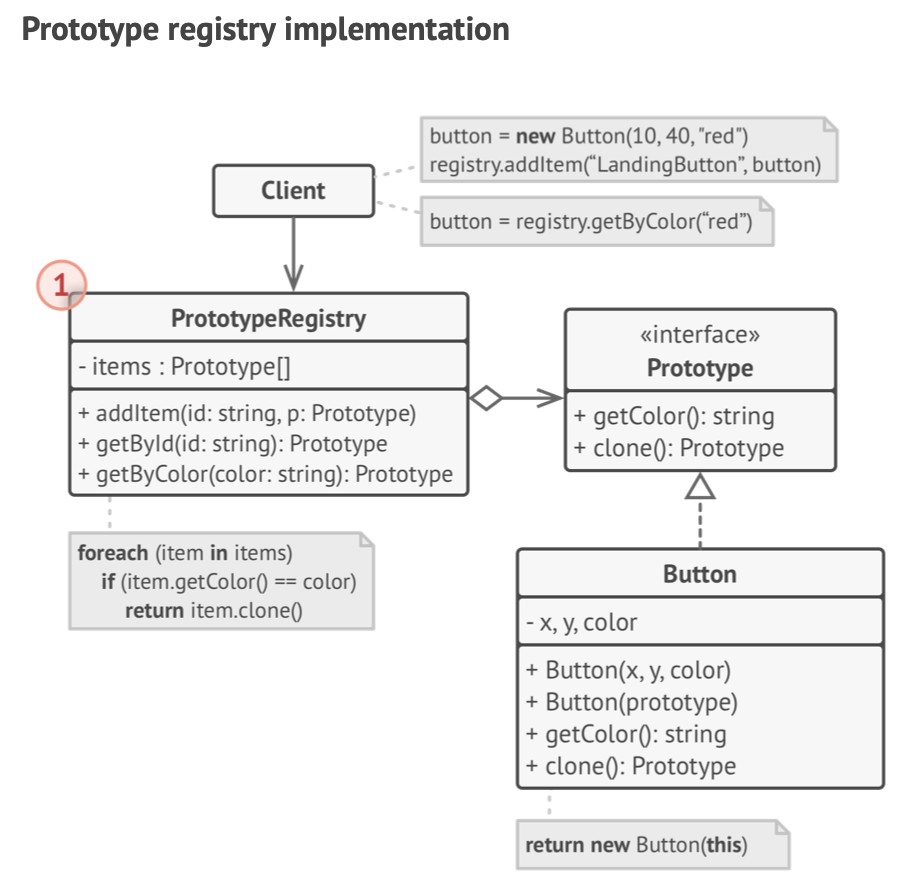 Prototype registry implementation
button = new Button(10, 40, "red")
registry.addItem(“LandingButton”, button)
Client
button = registry.getByColor(“red”)
1
PrototypeRegistry
- items : Prototype[]
+ addItem(id: string, p: Prototype)
+ getById(id: string): Prototype
+ getByColor(color: string): Prototype
«interface»
Prototype
+ getColor(): string
+ clone(): Prototype
foreach (item in items)
if (item.getColor() == color)
return item.clone()
Button
- x, y, color
+ Button(x, y, color)
+ Button(prototype)
+ getColor(): string
+ clone(): Prototype
return new Button(this)